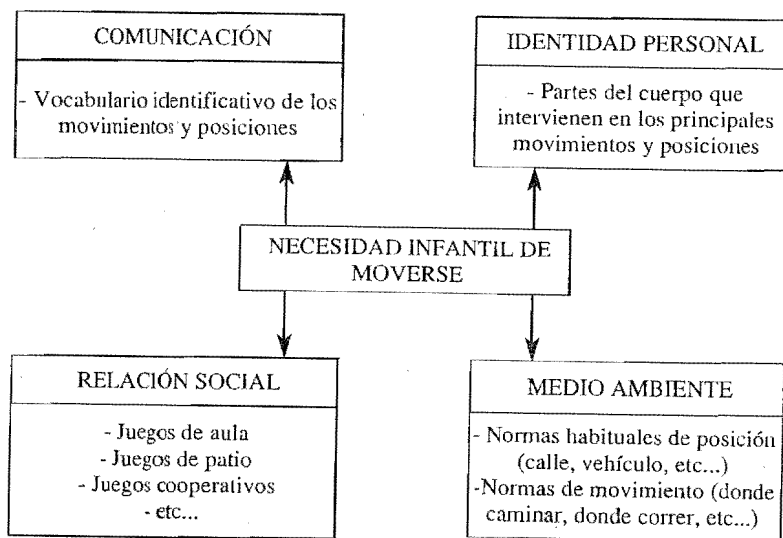 COMUNICACIÓN
- Vocabulario identificativo de los
movimientos y posiciones
IDENTIDAD PERSONAL
- Partes del cuerpo que
intervienen en los principales
movimientos y posiciones
NECESIDAD INFANTIL DE
MOVERSE
RELACIÓN SOCIAL
- Juegos de aula
- Juegos de patio
- Juegos cooperativos
- etc...
MEDIO AMBIENTE
- Normas habituales de posición
(calle, vehículo, etc...)
-Normas de movimiento (donde
caminar, donde correr, etc...)